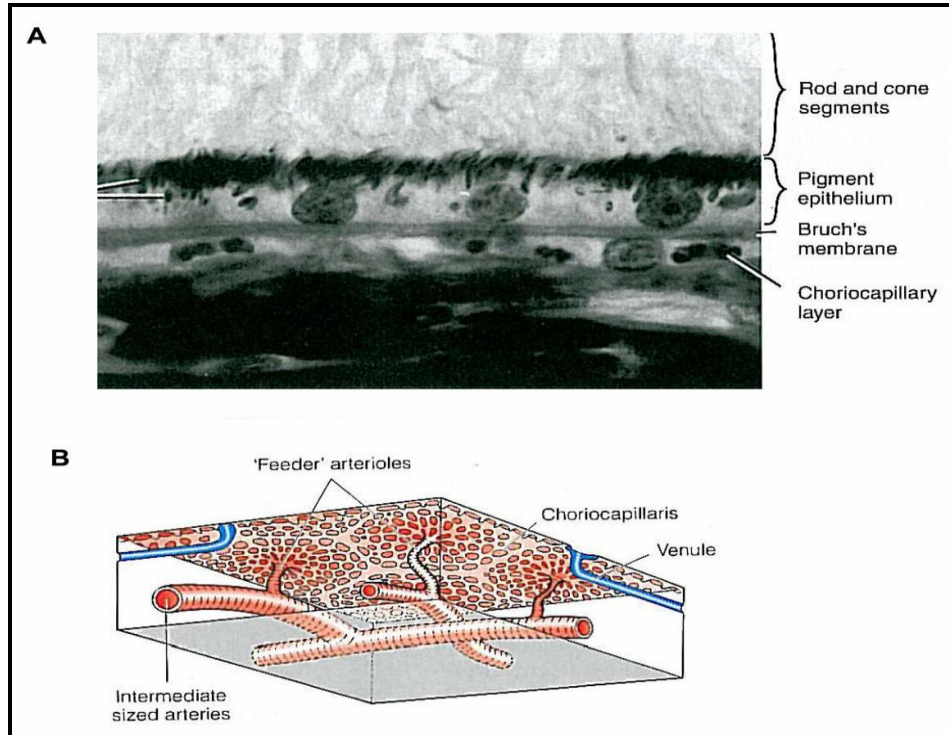 A
Rod and cone
segments
Pigment
epithelium
Bruch's
membrane
Choriocapillary
layer
B
'Feeder' arterioles
Choriocapillaris
Venule
Intermediate
sized arteries